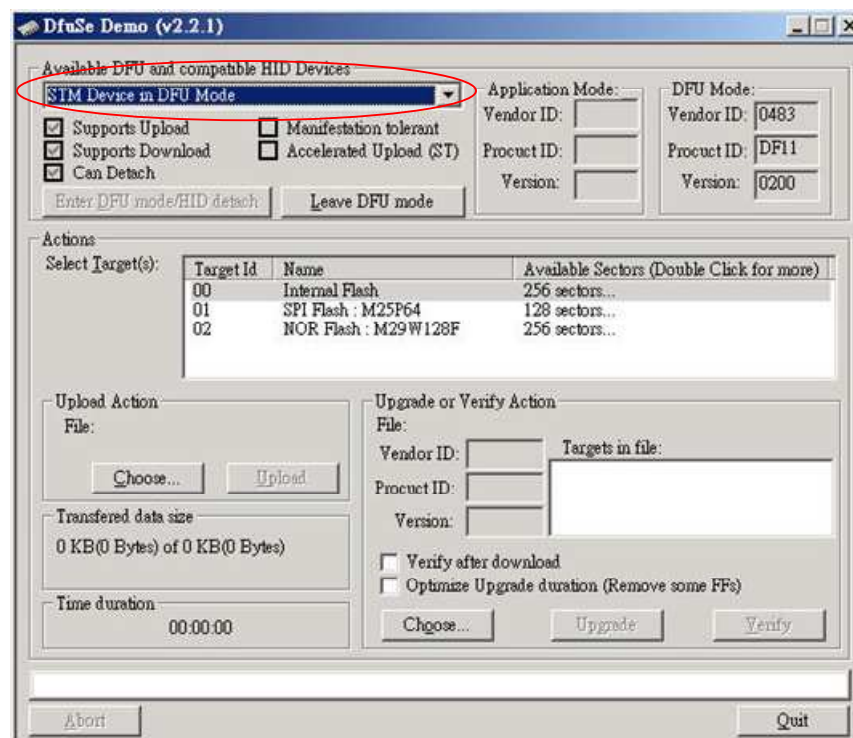 DfuSe Demo (v2.2.1)
Available DFU and compatible HID Devices
STM Device in DFU Mode
Supports Upload
Manifestation tolerant
Supports Download
Accelerated Upload (ST)
Can Detach
Enter DFU mode/HID detach
Leave DFU mode
Application Mode:
Vendor ID:
Procuct ID:
Version:
DFU Mode:
Vendor ID: 0483
Procuct ID: DF11
Version: 0200
Actions
Select Target(s):
Target Id Name Available Sectors (Double Click for more)
00 Internal Flash 256 sectors...
01 SPI Flash : M25P64 128 sectors...
02 NOR Flash : M29W128F 256 sectors...
Upload Action
File:
Choose... Upload
Transfered data size
0 KB(0 Bytes) of 0 KB(0 Bytes)
Time duration
00:00:00
Upgrade or Verify Action
File:
Vendor ID:
Procuct ID:
Version:
Targets in file:
Verify after download
Optimize Upgrade duration (Remove some FFs)
Choose... Upgrade Verify
Abort Quit